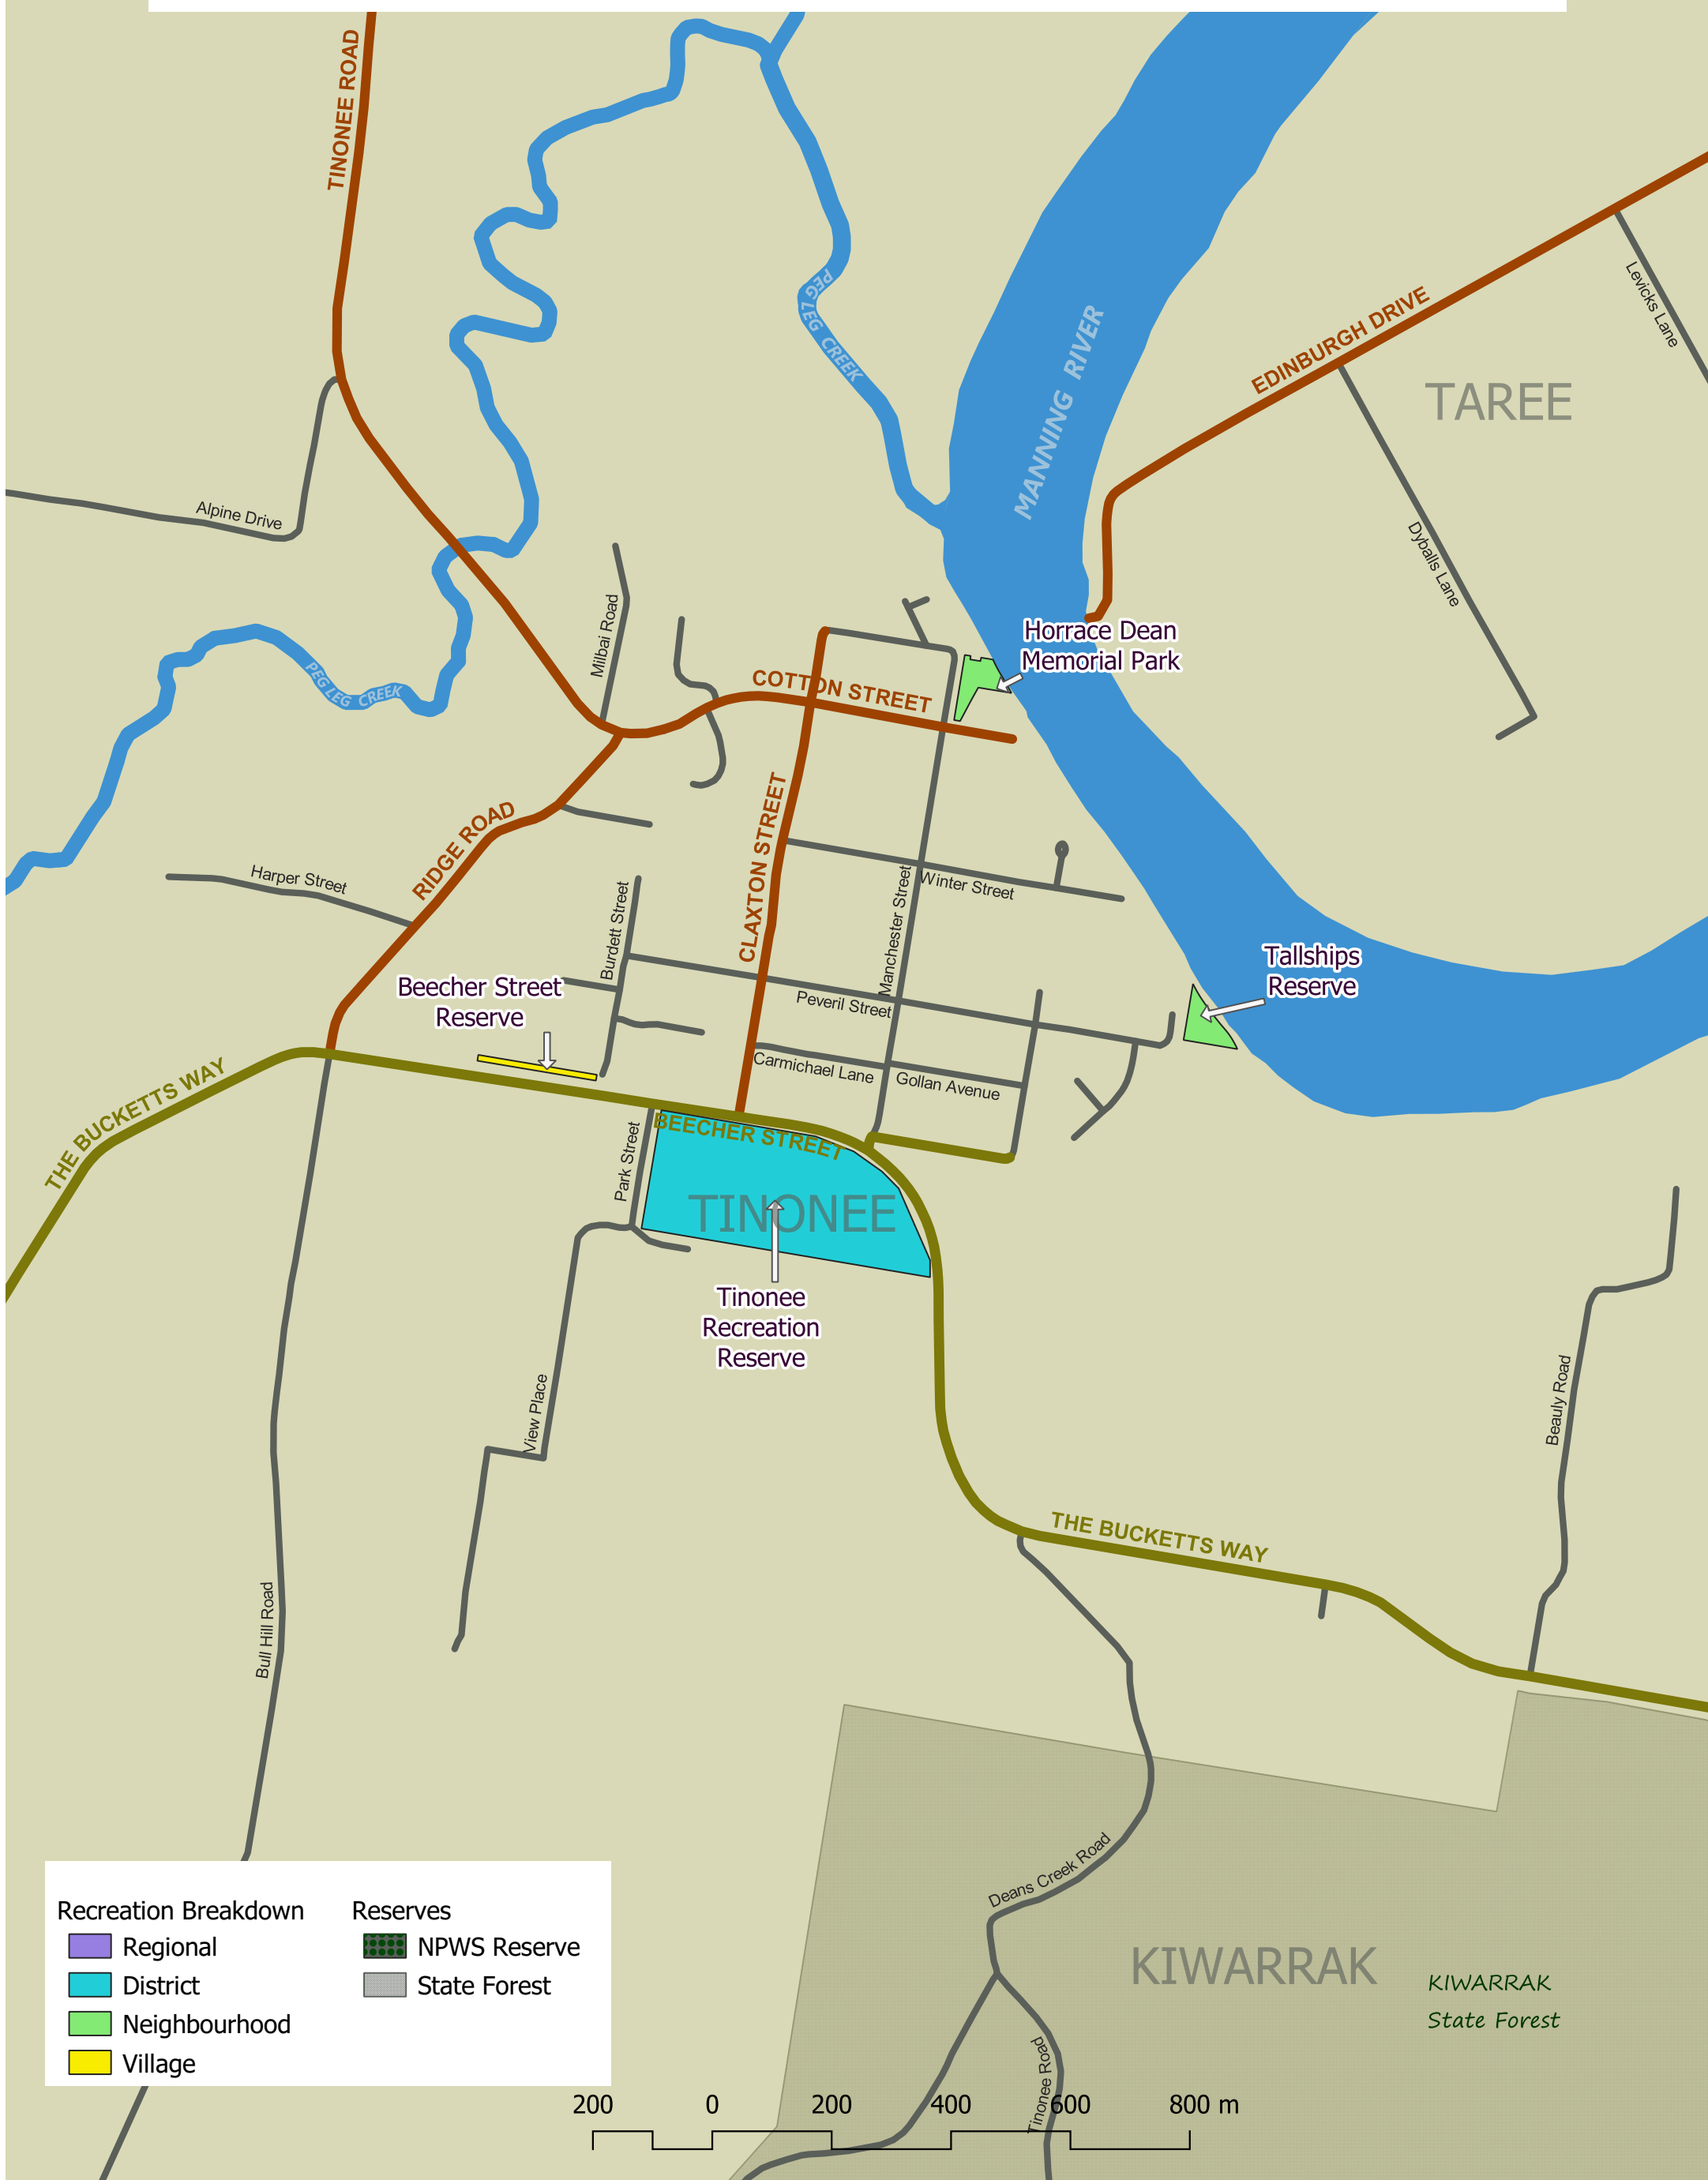 TINONEE ROAD
PEG LEG CREEK
MANNING RIVER
EDINBURGH DRIVE
Levicks Lane
TAREE
Alpine Drive
Dyballs Lane
Milbai Road
Horrace Dean
Memorial Park
PEG LEG CREEK
COTTON STREET
CLAXTON STREET
RIDGE ROAD
Harper Street
Winter Street
Manchester Street
Burdett Street
Tallships
Reserve
Beecher Street
Reserve
Peveril Street
Carmichael Lane
Gollan Avenue
THE BUCKETTS WAY
BEECHER STREET
Park Street
TINONEE
Tinonee
Recreation
Reserve
View Place
Beauly Road
THE BUCKETTS WAY
Bull Hill Road
Deans Creek Road
KIWARRAK
KIWARRAK
State Forest
Tinonee Road
Recreation Breakdown
Regional
District
Neighbourhood
Village
Reserves
NPWS Reserve
State Forest
200 0 200 400 600 800 m